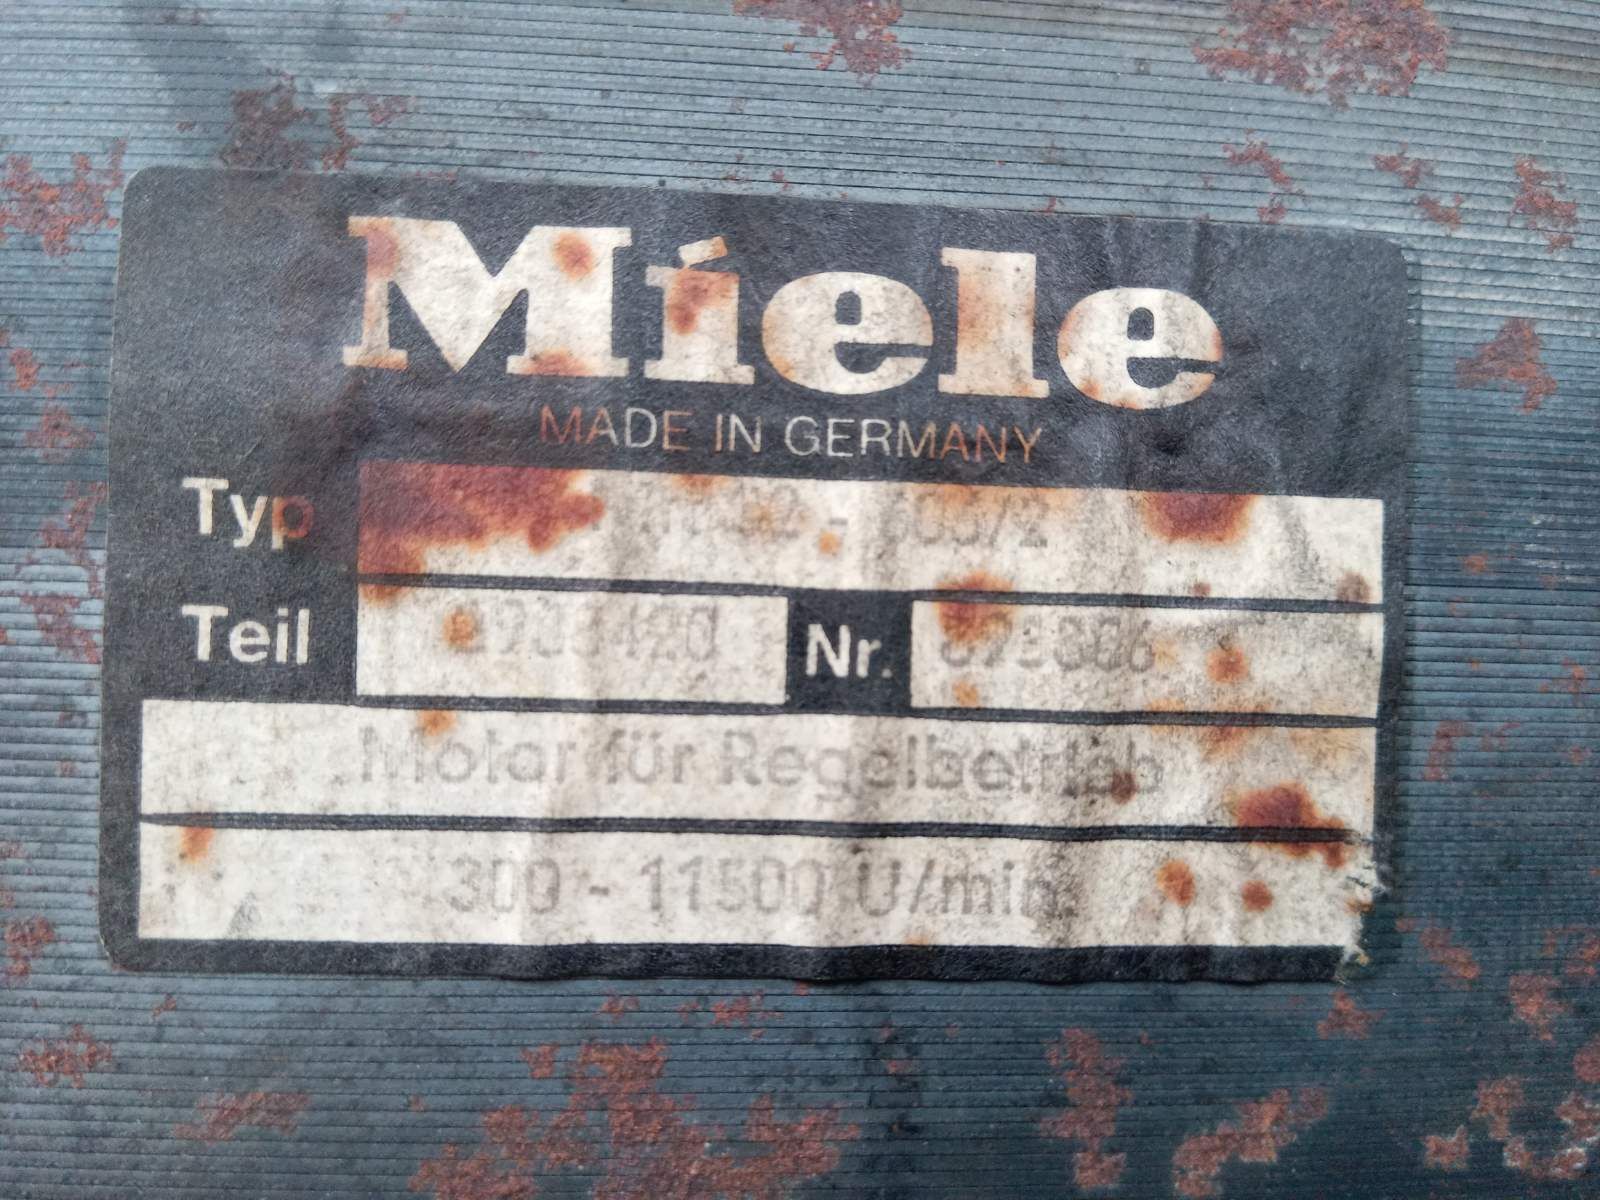 Miele
MADE IN GERMANY
Typ
Teil Nr.
Motor für Regelbetrieb
300 - 11500 U/min.